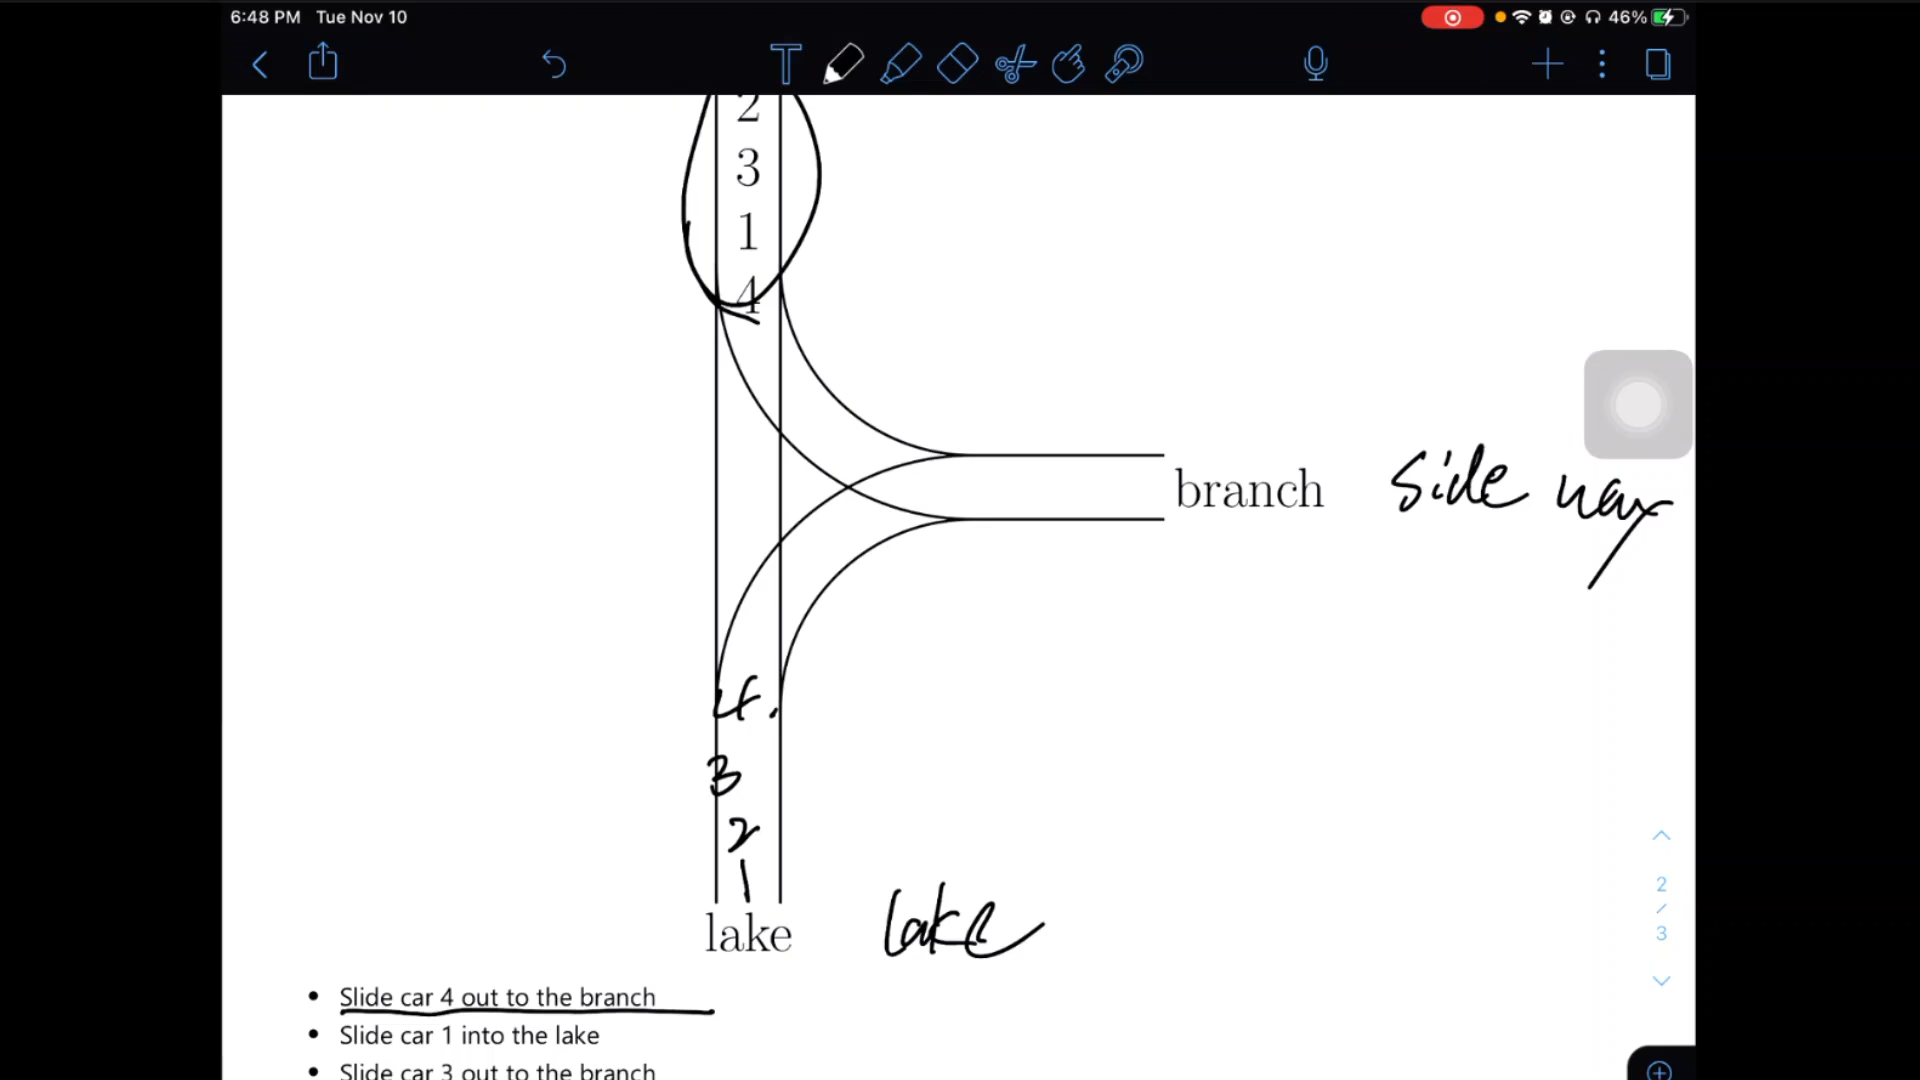 6:48 PM Tue Nov 10
46%
T
2
3
1
4
branch side way
4.
3
2
1
lake lake
2
/
3
• Slide car 4 out to the branch
• Slide car 1 into the lake
• Slide car 3 out to the branch